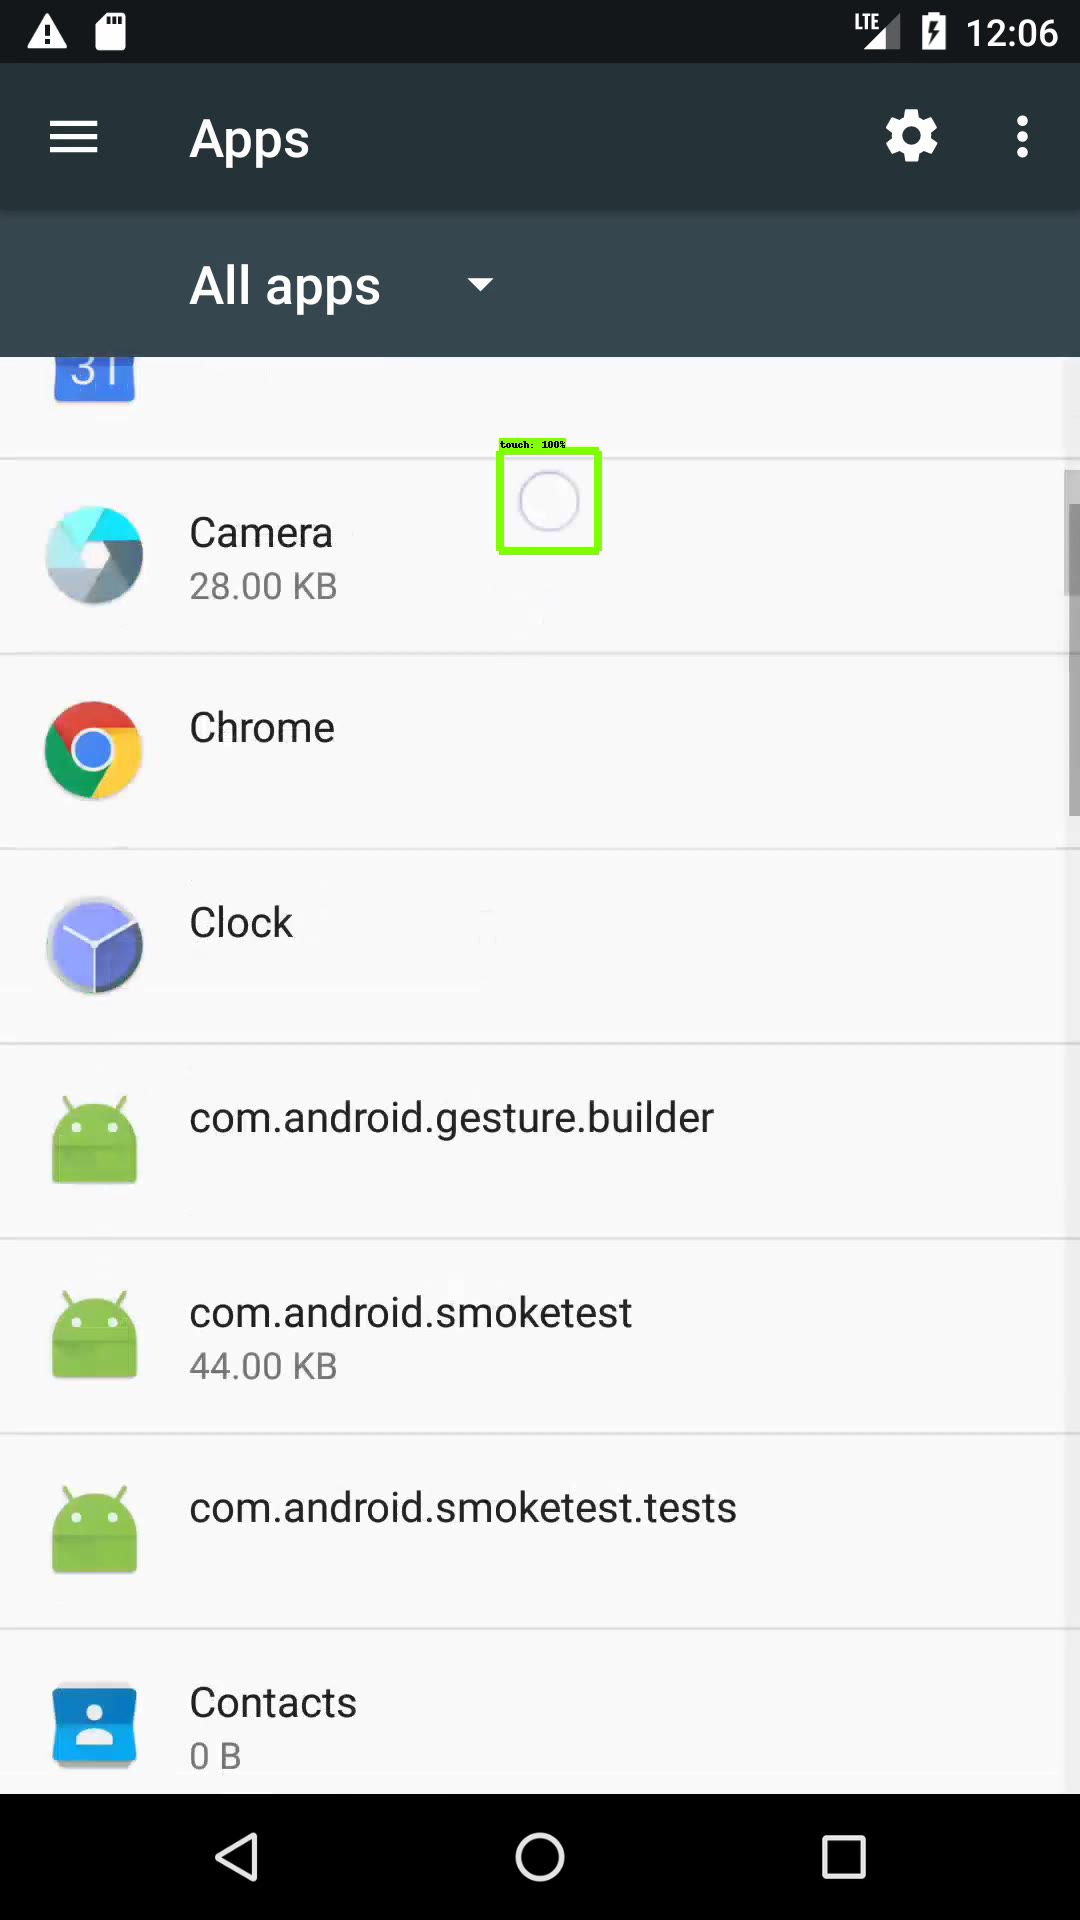 LTE 12:06
Apps
All apps
31
touch: 100%
Camera
28.00 KB
Chrome
Clock
com.android.gesture.builder
com.android.smoketest
44.00 KB
com.android.smoketest.tests
Contacts
0 B